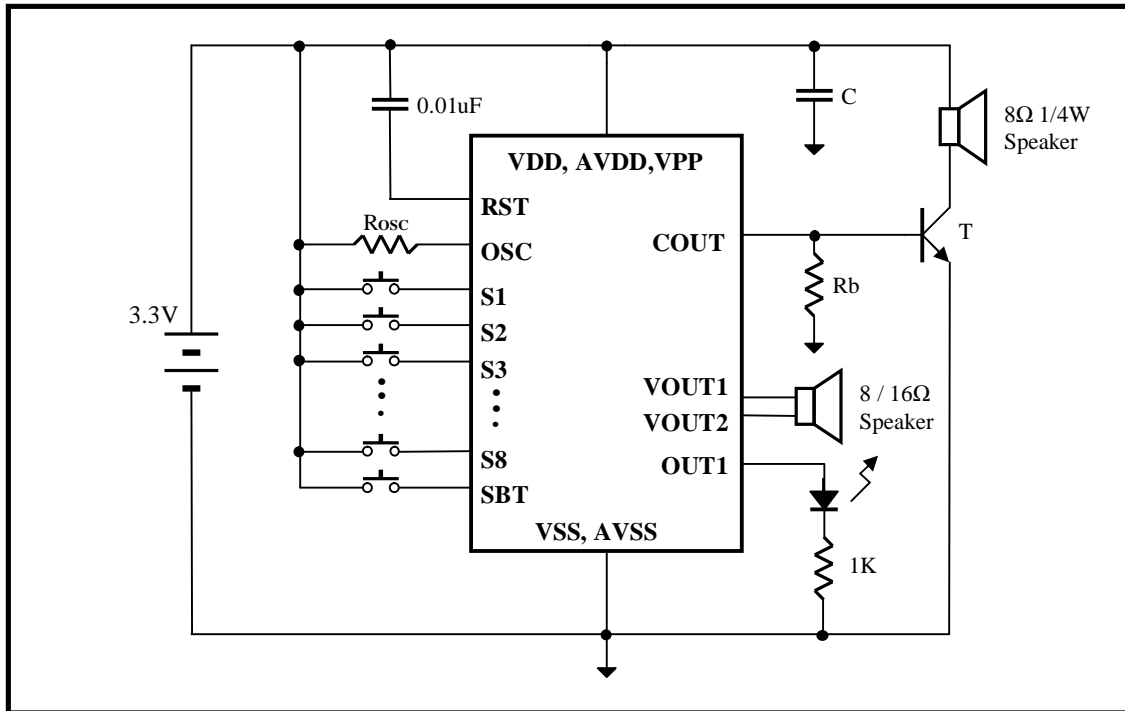 0.01uF
C
8Ω 1/4W
Speaker
VDD, AVDD,VPP
RST
Rosc
OSC
COUT
T
S1
Rb
3.3V
S2
S3
VOUT1
8 / 16Ω
VOUT2
Speaker
S8
OUT1
SBT
VSS, AVSS
1K